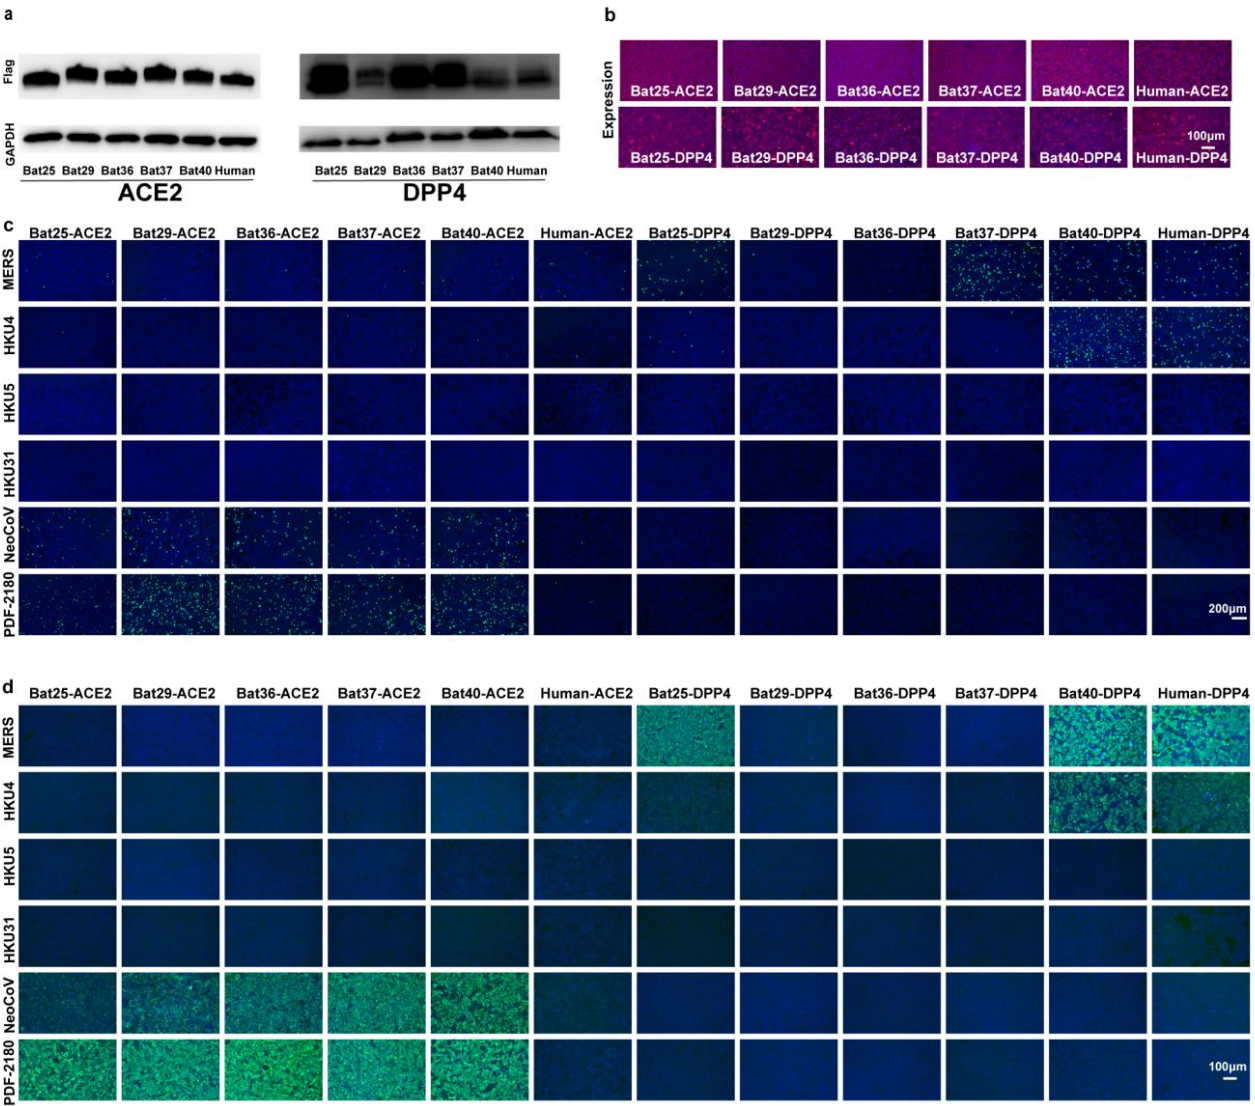 a
Flag
GAPDH
Bat25 Bat29 Bat36 Bat37 Bat40 Human
ACE2
Bat25 Bat29 Bat36 Bat37 Bat40 Human
DPP4
b
Expression
Bat25-ACE2 Bat29-ACE2 Bat36-ACE2 Bat37-ACE2 Bat40-ACE2 Human-ACE2
100μm
Bat25-DPP4 Bat29-DPP4 Bat36-DPP4 Bat37-DPP4 Bat40-DPP4 Human-DPP4
c
Bat25-ACE2 Bat29-ACE2 Bat36-ACE2 Bat37-ACE2 Bat40-ACE2 Human-ACE2 Bat25-DPP4 Bat29-DPP4 Bat36-DPP4 Bat37-DPP4 Bat40-DPP4 Human-DPP4
MERS
HKU4
HKU5
HKU31
NeoCoV
PDF-2180
200μm
d
Bat25-ACE2 Bat29-ACE2 Bat36-ACE2 Bat37-ACE2 Bat40-ACE2 Human-ACE2 Bat25-DPP4 Bat29-DPP4 Bat36-DPP4 Bat37-DPP4 Bat40-DPP4 Human-DPP4
MERS
HKU4
HKU5
HKU31
NeoCoV
PDF-2180
100μm